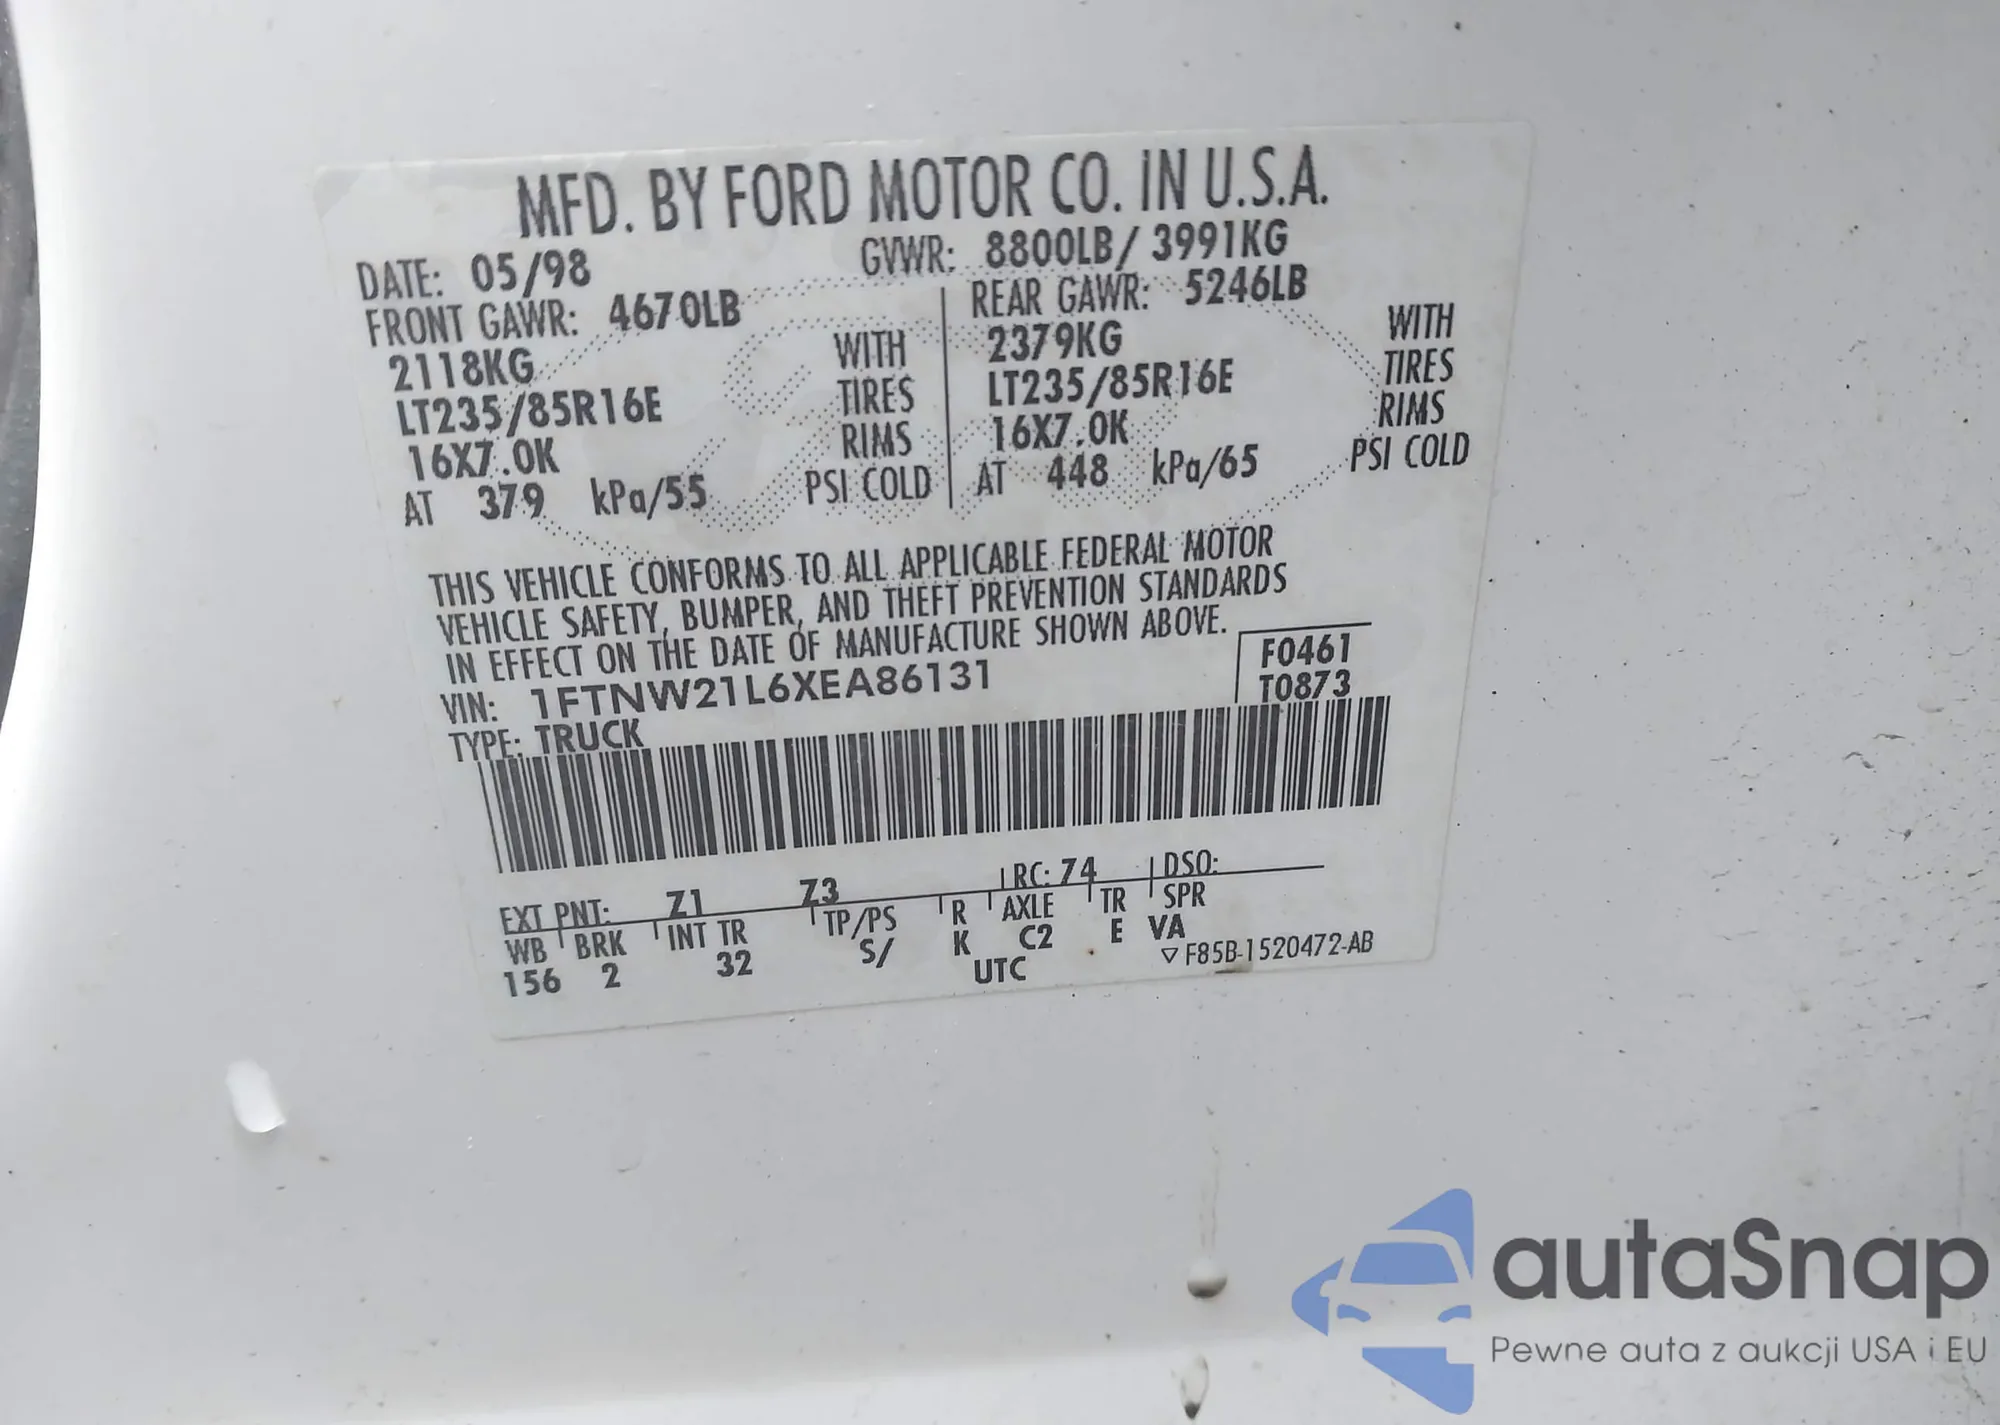 MFD. BY FORD MOTOR CO. IN U.S.A.
DATE: 05/98 GVWR: 8800LB/ 3991KG
FRONT GAWR: 4670LB REAR GAWR: 5246LB
2118KG WITH 2379KG WITH
LT235/85R16E TIRES LT235/85R16E TIRES
16X7.0K RIMS 16X7.0K RIMS
AT 379 kPa/55 PSI COLD AT 448 kPa/65 PSI COLD
THIS VEHICLE CONFORMS TO ALL APPLICABLE FEDERAL MOTOR
VEHICLE SAFETY, BUMPER, AND THEFT PREVENTION STANDARDS
IN EFFECT ON THE DATE OF MANUFACTURE SHOWN ABOVE.
VIN: 1FTNW21L6XEA86131 F0461
TYPE: TRUCK T0873
EXT PNT: Z1 Z3 RC: 74 DSO:
WB BRK INT TR TP/PS R AXLE TR SPR
156 2 32 S/ K C2 E VA
UTC ▽ F85B-1520472-AB
autaSnap
Pewne auta z aukcji USA i EU